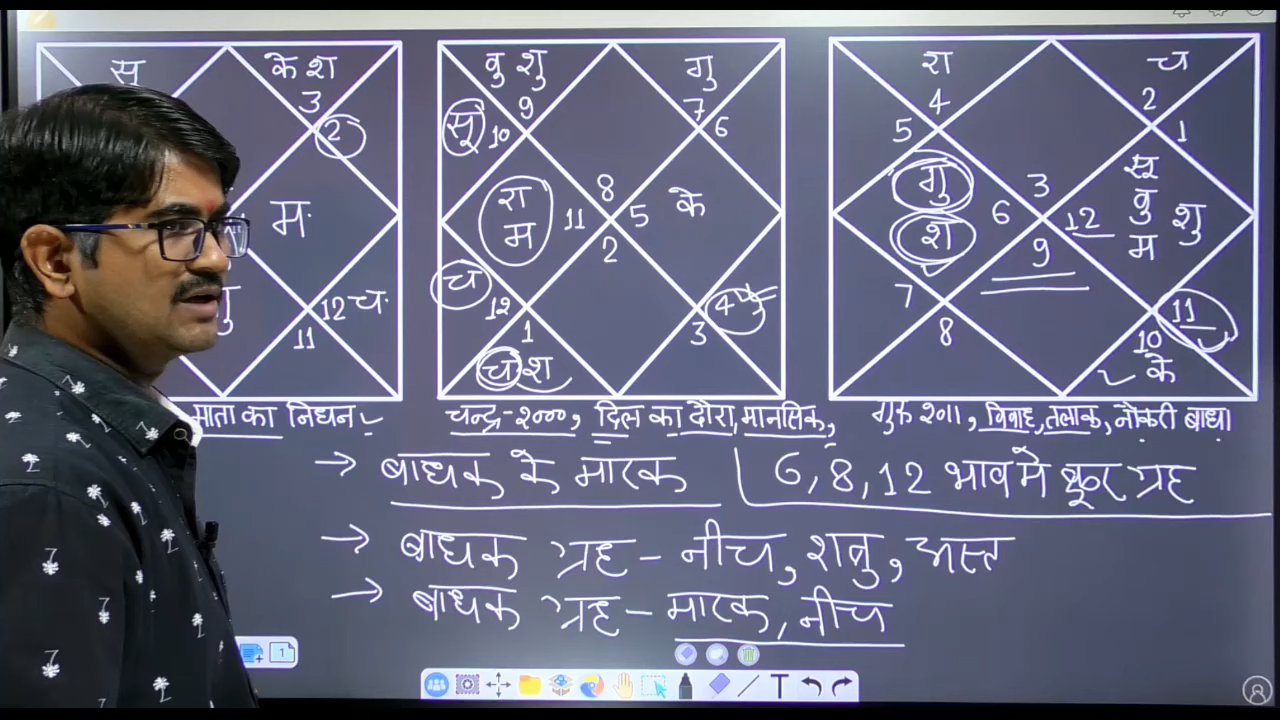 सू
के श
3
2
म
12 च
11
बु शु
9
गु
7
6
सू 10
रा
म
11
8
5
के
2
च
12
1
च श
4
3
रा
4
5
च
2
1
गु
श
6
3
12
सू
बु
म
शु
9
7
8
11
10
के
माता का निधन
चन्द्र-२०००, दिल का दौरा, मानसिक,
गुरु २०११, विवाह, तलाक, नौकरी बाधा
→ बाधक के मारक
6, 8, 12 भाव में क्रूर ग्रह
→ बाधक ग्रह - नीच, शत्रु, अस्त
→ बाधक ग्रह - मारक, नीच
1
T